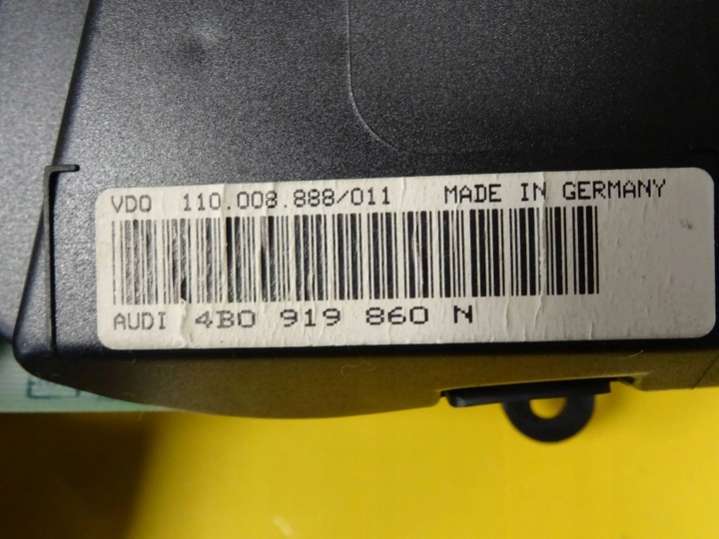 VDO 110.008.888/011 MADE IN GERMANY
AUDI 4B0 919 860 N